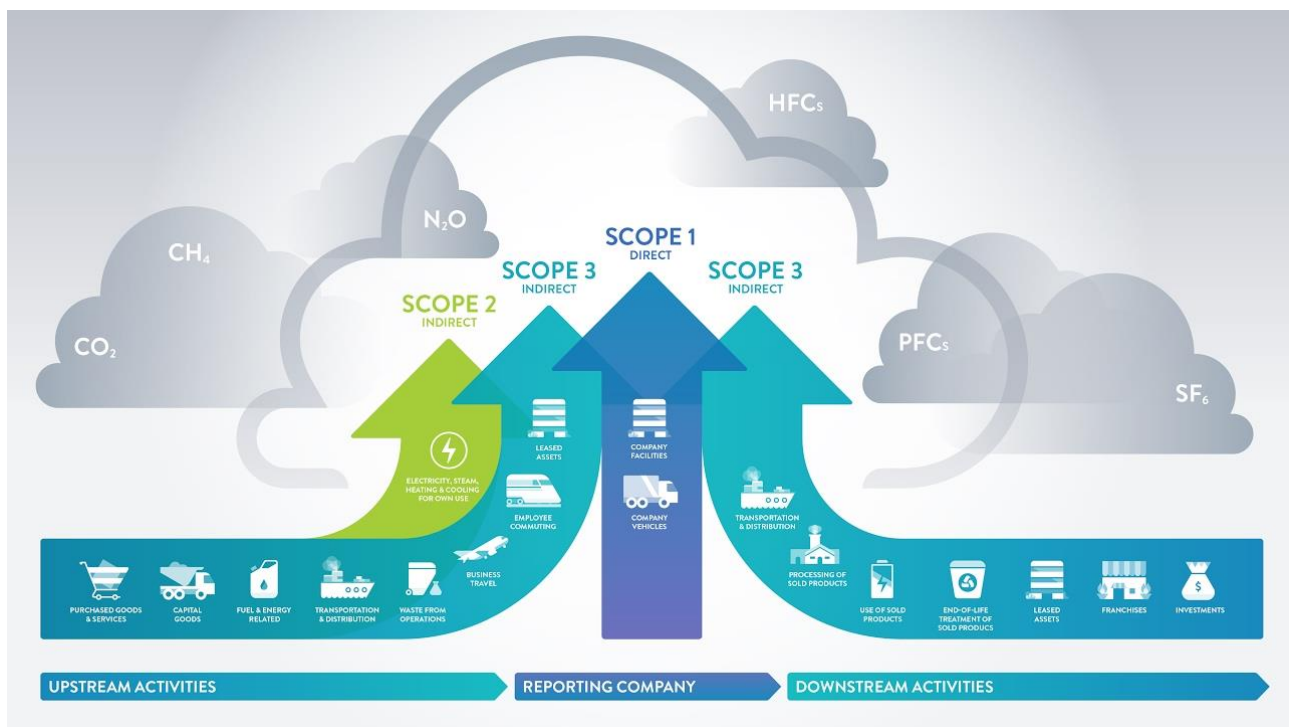 HFCs
N₂O
CH₄
CO₂
PFCs
SF₆
SCOPE 1
DIRECT
SCOPE 3
INDIRECT
SCOPE 3
INDIRECT
SCOPE 2
INDIRECT
ELECTRICITY, STEAM,
HEATING & COOLING
FOR OWN USE
LEASED
ASSETS
EMPLOYEE
COMMUTING
BUSINESS
TRAVEL
PURCHASED GOODS
& SERVICES
CAPITAL
GOODS
FUEL & ENERGY
RELATED
TRANSPORTATION
& DISTRIBUTION
WASTE FROM
OPERATIONS
COMPANY
FACILITIES
COMPANY
VEHICLES
TRANSPORTATION
& DISTRIBUTION
PROCESSING OF
SOLD PRODUCTS
USE OF SOLD
PRODUCTS
END-OF-LIFE
TREATMENT OF
SOLD PRODUCS
LEASED
ASSETS
FRANCHISES
$
INVESTMENTS
UPSTREAM ACTIVITIES
REPORTING COMPANY
DOWNSTREAM ACTIVITIES